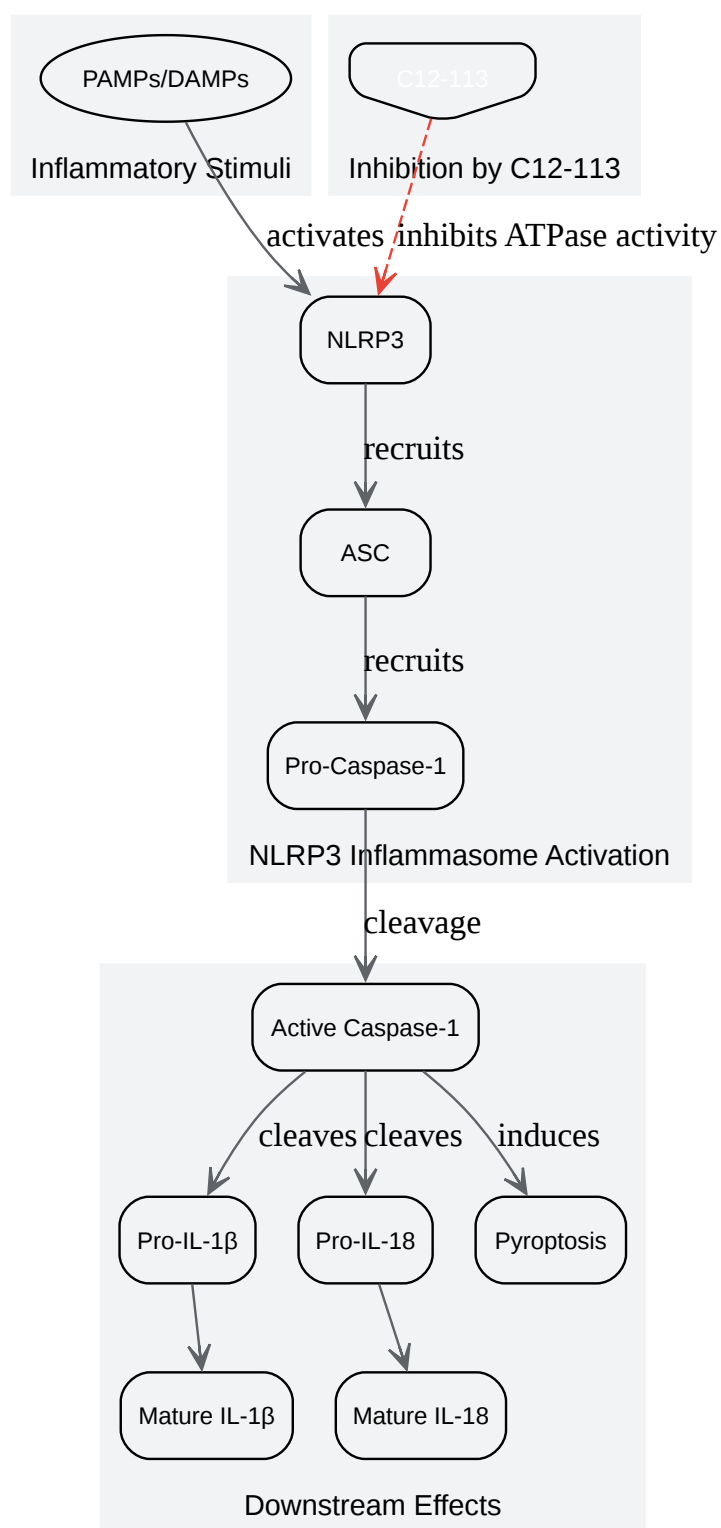 PAMPs/DAMPs
C12-113
Inflammatory Stimuli
Inhibition by C12-113
activates
inhibits ATPase activity
NLRP3
recruits
ASC
recruits
Pro-Caspase-1
NLRP3 Inflammasome Activation
cleavage
Active Caspase-1
cleaves
cleaves
induces
Pro-IL-1β
Pro-IL-18
Pyroptosis
Mature IL-1β
Mature IL-18
Downstream Effects